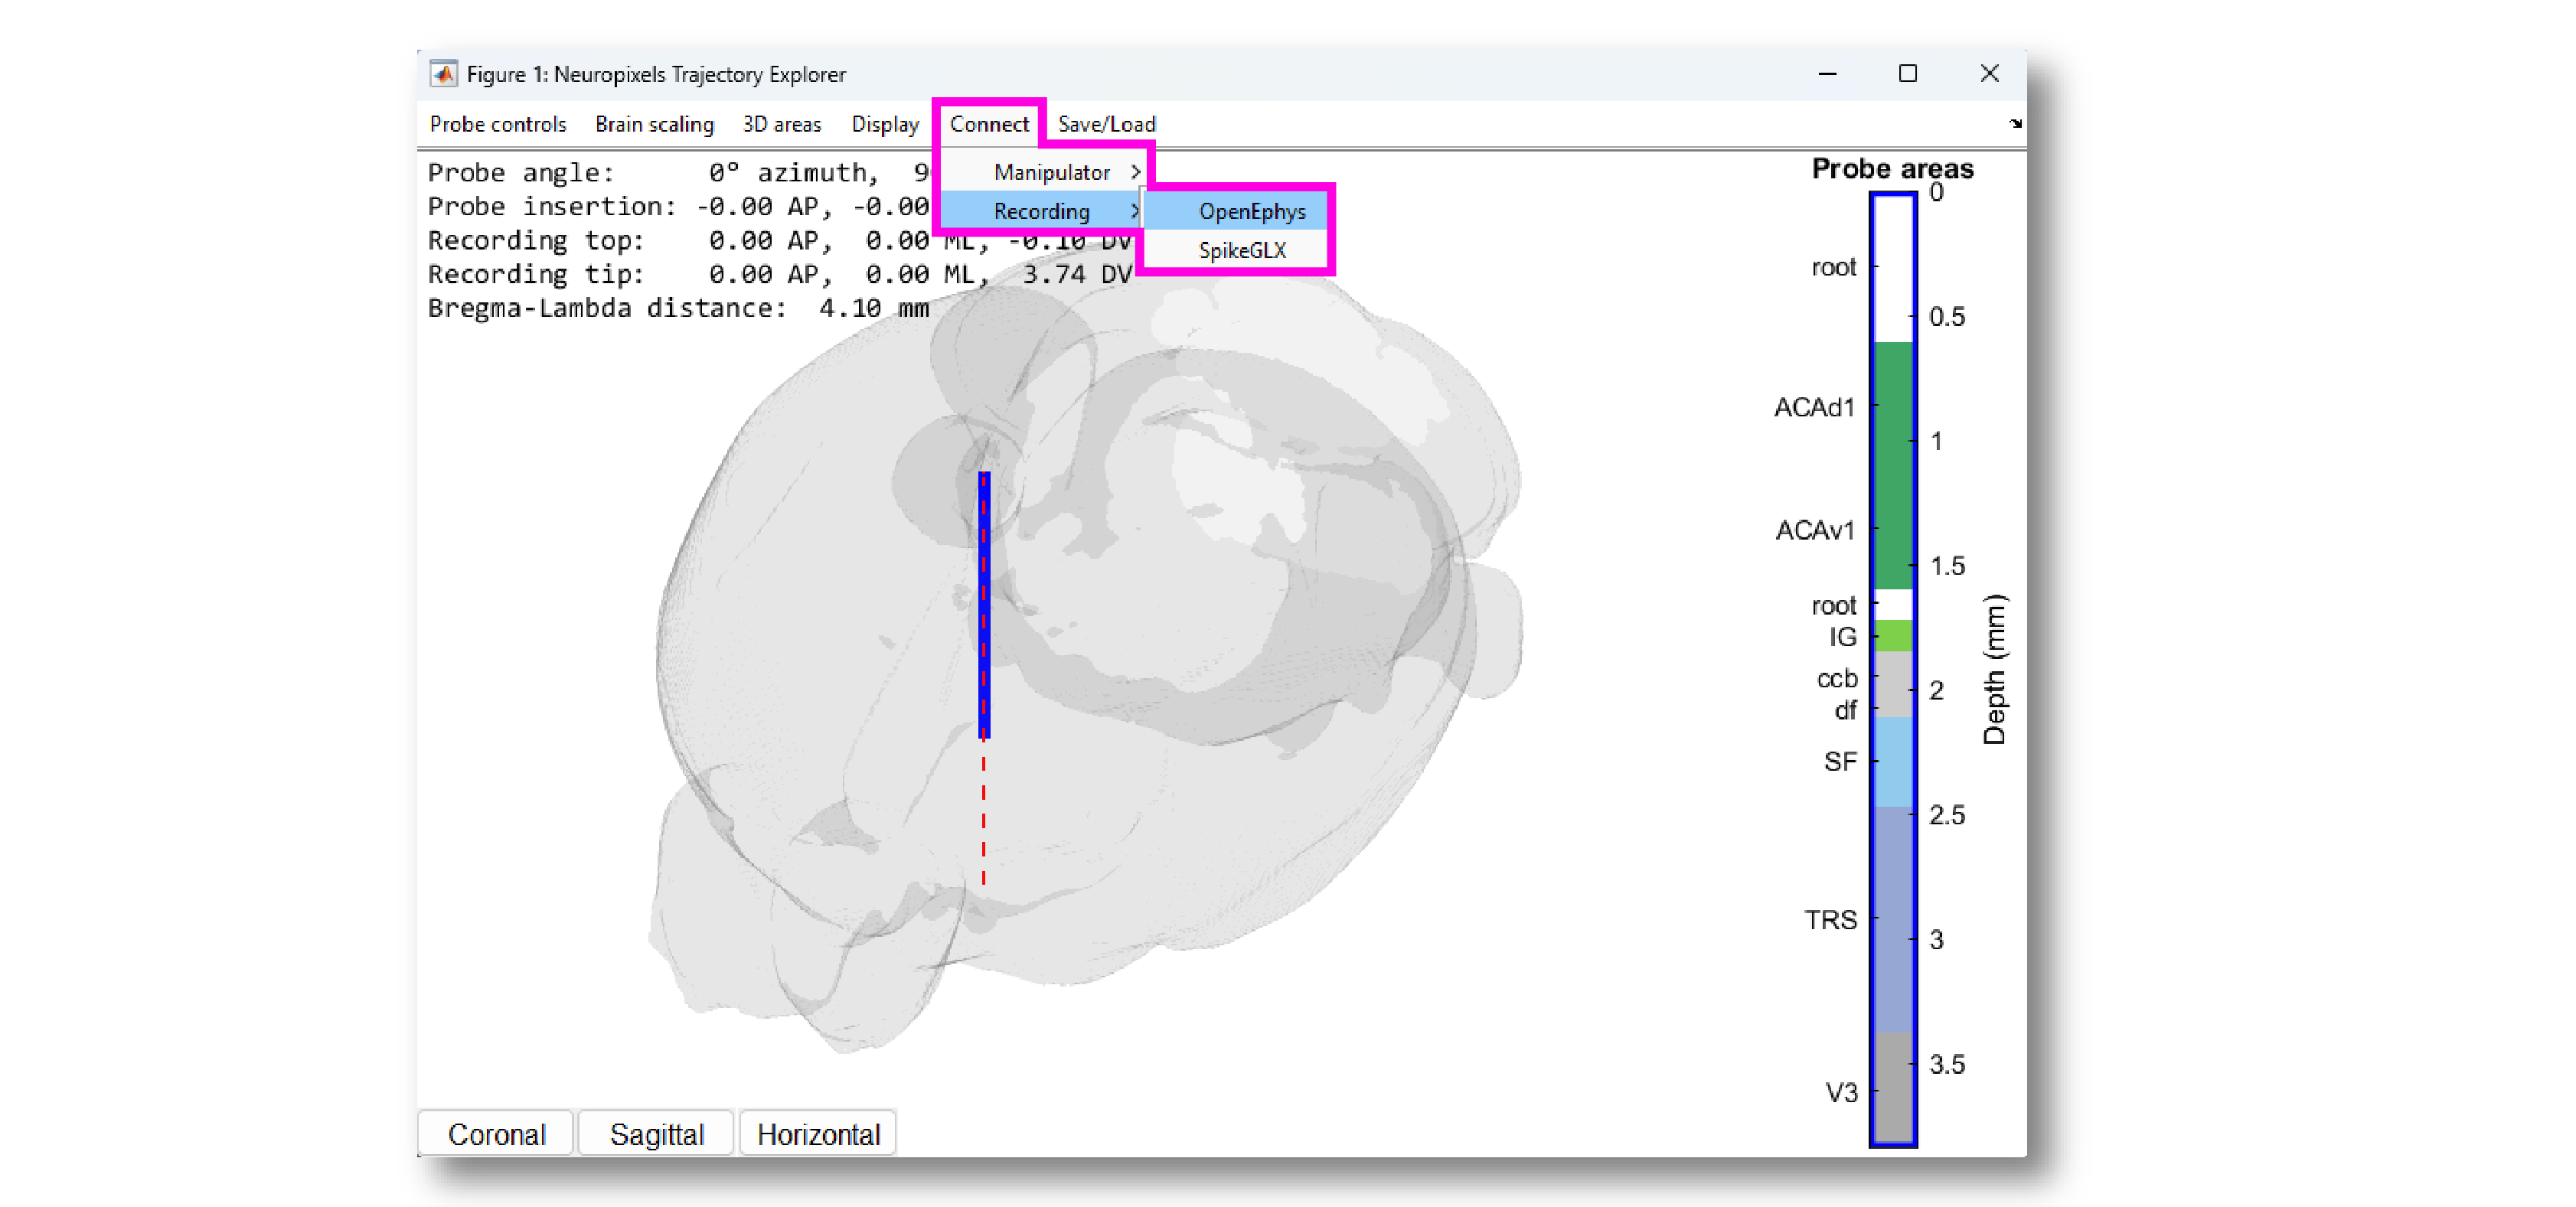 Figure 1: Neuropixels Trajectory Explorer
Probe controls Brain scaling 3D areas Display Connect Save/Load
Manipulator
Recording
OpenEphys
SpikeGLX
Probe angle: 0° azimuth, 9
Probe insertion: -0.00 AP, -0.00
Recording top: 0.00 AP, 0.00 ML, -0.10 DV
Recording tip: 0.00 AP, 0.00 ML, 3.74 DV
Bregma-Lambda distance: 4.10 mm
Probe areas
root
ACAd1
ACAv1
root
IG
ccb
df
SF
TRS
V3
0
0.5
1
1.5
2
2.5
3
3.5
Depth (mm)
Coronal Sagittal Horizontal